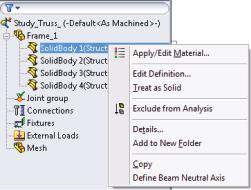 Study_Truss_ (-Default<As Machined>-)
Frame_1
SolidBody 1(Struct
SolidBody 2(Struct
SolidBody 3(Struct
SolidBody 4(Struct
Joint group
Connections
Fixtures
External Loads
Mesh
Apply/Edit Material...
Edit Definition...
Treat as Solid
Exclude from Analysis
Details...
Add to New Folder
Copy
Define Beam Neutral Axis